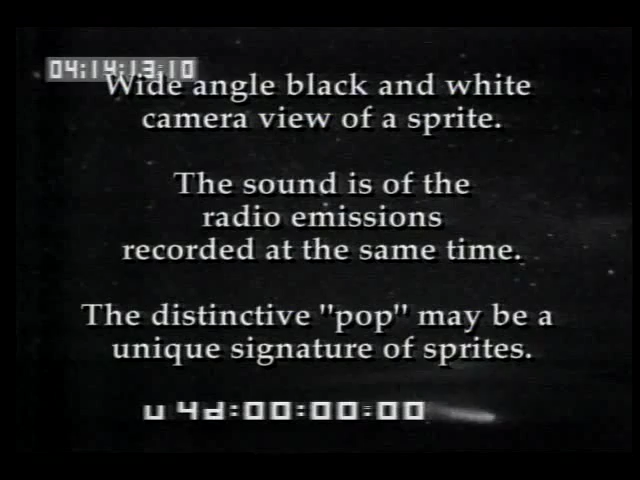 04:14:13;10
Wide angle black and white
camera view of a sprite.
The sound is of the
radio emissions
recorded at the same time.
The distinctive "pop" may be a
unique signature of sprites.
u 4d:00:00:00:00